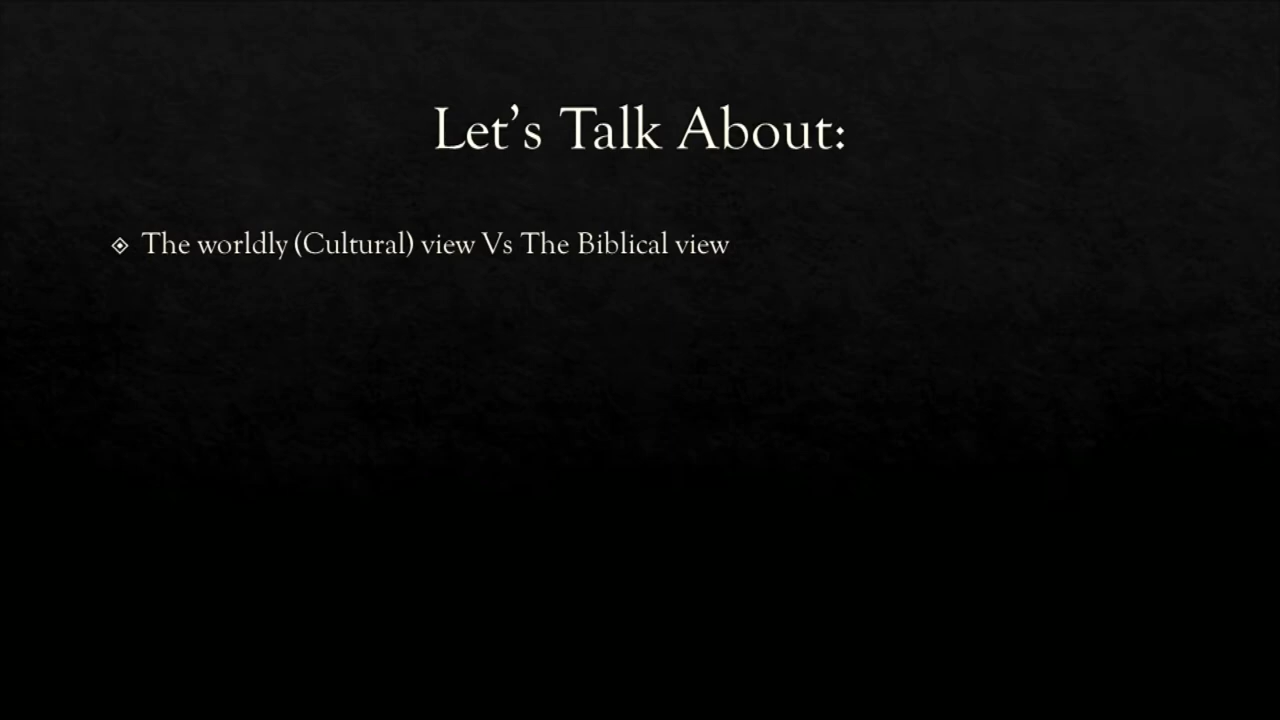 Let’s Talk About:
The worldly (Cultural) view Vs The Biblical view